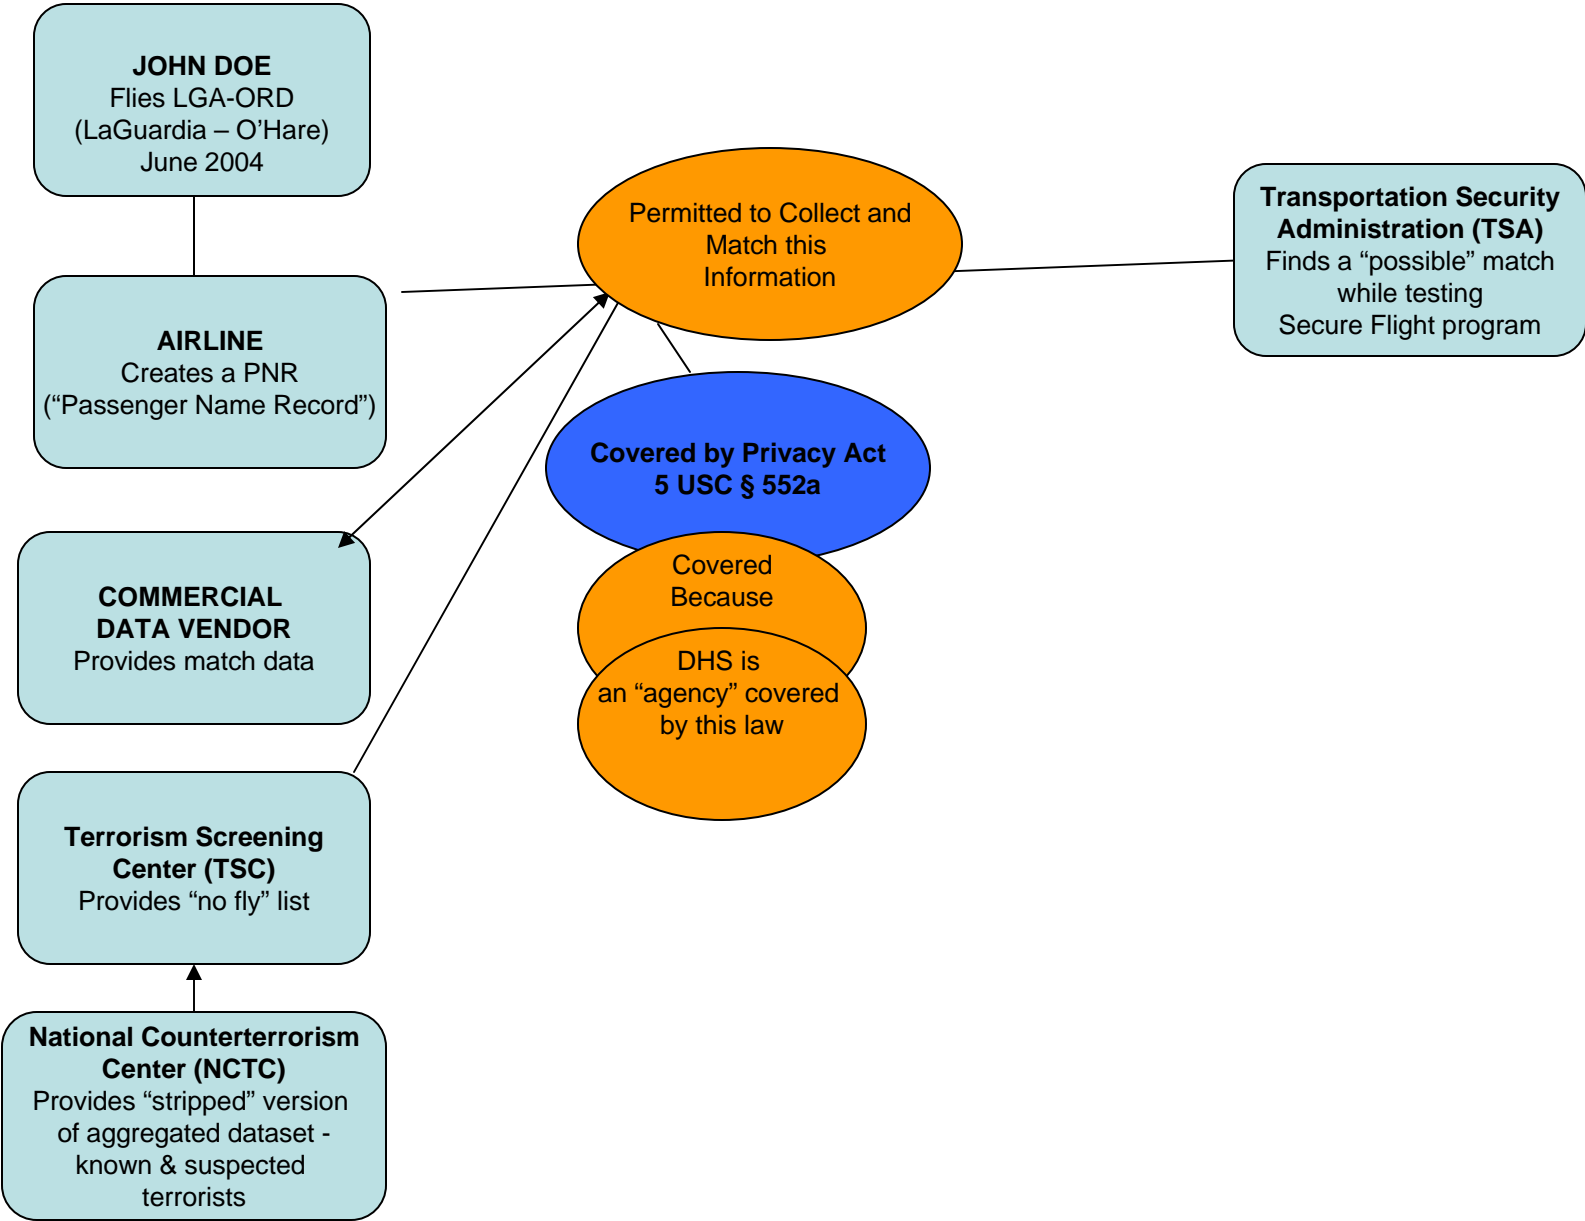 JOHN DOE
Flies LGA-ORD
(LaGuardia – O’Hare)
June 2004
AIRLINE
Creates a PNR
(“Passenger Name Record”)
COMMERCIAL
DATA VENDOR
Provides match data
Terrorism Screening
Center (TSC)
Provides “no fly” list
National Counterterrorism
Center (NCTC)
Provides “stripped” version
of aggregated dataset -
known & suspected
terrorists
Permitted to Collect and
Match this
Information
Covered by Privacy Act
5 USC § 552a
Covered
Because
DHS is
an “agency” covered
by this law
Transportation Security
Administration (TSA)
Finds a “possible” match
while testing
Secure Flight program